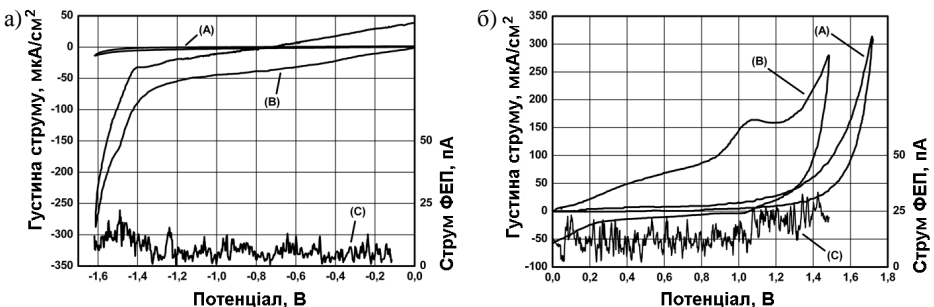 а)
Густина струму, мкА/см²
50
0
-50
-100
-150
-200
-250
-300
-350
(A)
(B)
(C)
50
25
0
Струм ФЕП, пА
-1,6 -1,4 -1,2 -1,0 -0,8 -0,6 -0,4 -0,2 0,0
Потенціал, В
б)
Густина струму, мкА/см²
350
300
250
200
150
100
50
0
-50
-100
(A)
(B)
(C)
50
25
0
Струм ФЕП, пА
0,0 0,2 0,4 0,6 0,8 1,0 1,2 1,4 1,6 1,8
Потенціал, В